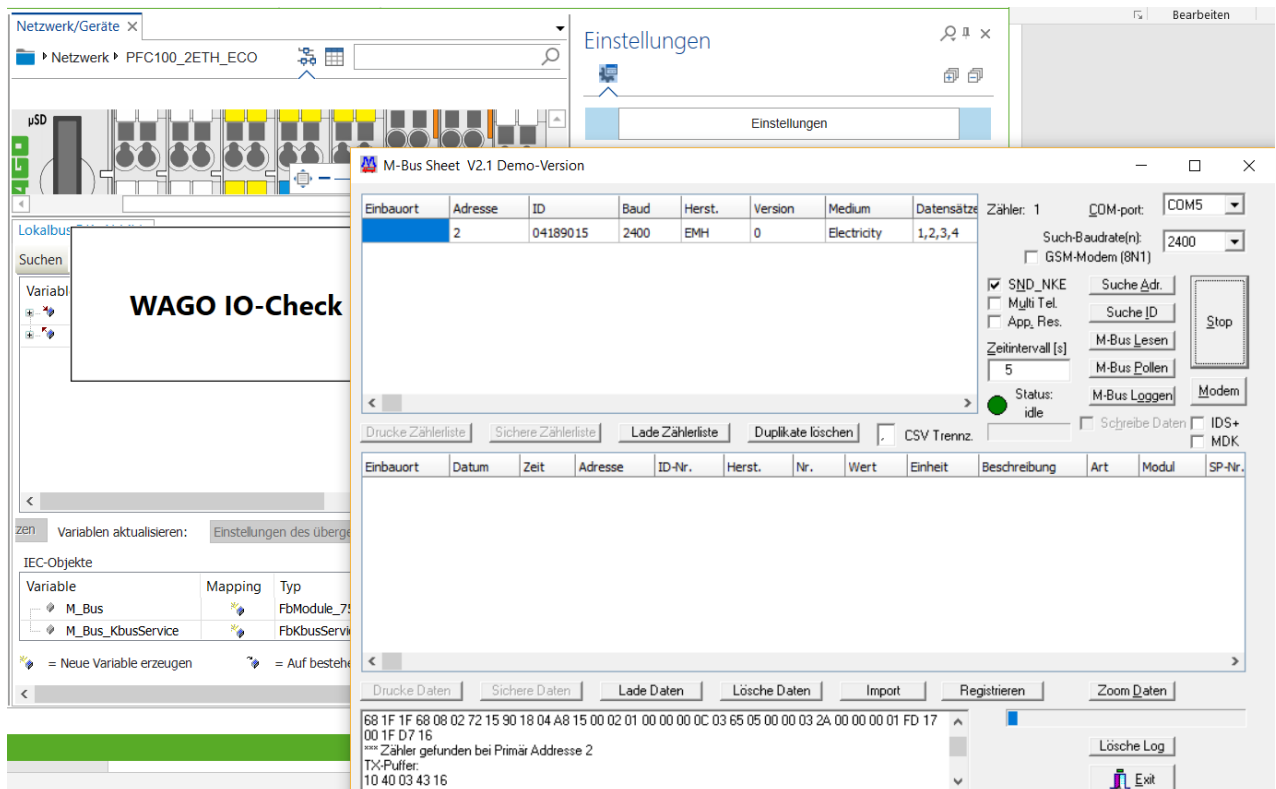 Netzwerk/Geräte
Netzwerk PFC100_2ETH_ECO
µSD
Einstellungen
Einstellungen
Bearbeiten
Lokalbus
Suchen
WAGO IO-Check
zen Variablen aktualisieren: Einstellungen des
IEC-Objekte
Variable Mapping Typ
M_Bus
M_Bus_KbusService
= Neue Variable erzeugen = Auf
M-Bus Sheet V2.1 Demo-Version
Einbauort Adresse ID Baud Herst. Version Medium Datensätze
2 04189015 2400 EMH 0 Electricity 1,2,3,4
Zähler: 1 COM-port: COM5
Such-Baudrate(n): 2400
GSM-Modem (8N1)
SND_NKE Suche Adr.
Multi Tel. Suche ID Stop
App. Res.
Zeitintervall [s] M-Bus Lesen
5 M-Bus Pollen
Status: M-Bus Loggen Modem
idle
Schreibe Daten IDS+
MDK
Drucke Zählerliste Sichere Zählerliste Lade Zählerliste Duplikate löschen , CSV Trennz.
Einbauort Datum Zeit Adresse ID-Nr. Herst. Nr. Wert Einheit Beschreibung Art Modul SP-Nr.
Drucke Daten Sichere Daten Lade Daten Lösche Daten Import Registrieren Zoom Daten
68 1F 1F 68 08 02 72 15 90 18 04 A8 15 00 02 01 00 00 00 0C 03 65 05 00 00 03 2A 00 00 00 01 FD 17
00 1F D7 16
*** Zähler gefunden bei Primär Addresse 2
TX-Puffer:
10 40 03 43 16
Lösche Log
Exit